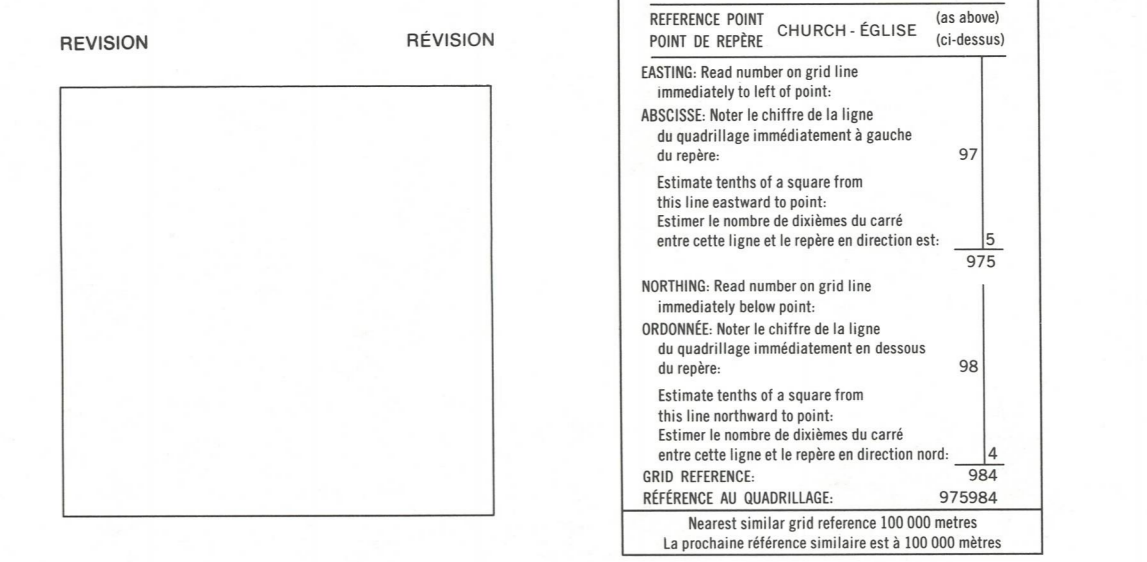 REVISION RÉVISION
REFERENCE POINT CHURCH - ÉGLISE (as above)
POINT DE REPÈRE (ci-dessus)
EASTING: Read number on grid line
immediately to left of point:
ABSCISSE: Noter le chiffre de la ligne
du quadrillage immédiatement à gauche
du repère: 97
Estimate tenths of a square from
this line eastward to point:
Estimer le nombre de dixièmes du carré
entre cette ligne et le repère en direction est: 5
975
NORTHING: Read number on grid line
immediately below point:
ORDONNÉE: Noter le chiffre de la ligne
du quadrillage immédiatement en dessous
du repère: 98
Estimate tenths of a square from
this line northward to point:
Estimer le nombre de dixièmes du carré
entre cette ligne et le repère en direction nord: 4
GRID REFERENCE: 984
RÉFÉRENCE AU QUADRILLAGE: 975984
Nearest similar grid reference 100 000 metres
La prochaine référence similaire est à 100 000 mètres